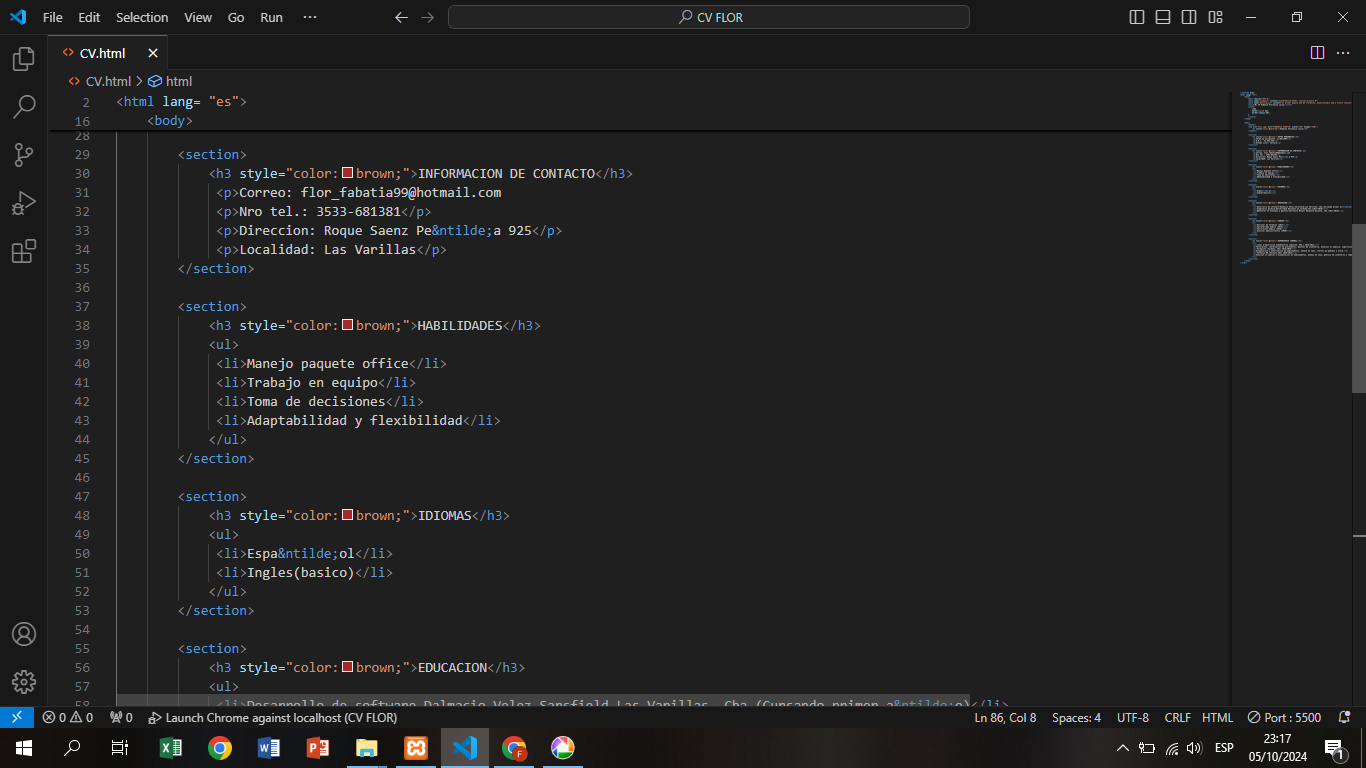 File Edit Selection View Go Run ··· CV FLOR
CV.html
CV.html > html
2 <html lang= "es">
16 <body>
28
29 <section>
30 <h3 style="color:brown;">INFORMACION DE CONTACTO</h3>
31 <p>Correo: flor_fabatia99@hotmail.com
32 <p>Nro tel.: 3533-681381</p>
33 <p>Direccion: Roque Saenz Pe&ntilde;a 925</p>
34 <p>Localidad: Las Varillas</p>
35 </section>
36
37 <section>
38 <h3 style="color:brown;">HABILIDADES</h3>
39 <ul>
40 <li>Manejo paquete office</li>
41 <li>Trabajo en equipo</li>
42 <li>Toma de decisiones</li>
43 <li>Adaptabilidad y flexibilidad</li>
44 </ul>
45 </section>
46
47 <section>
48 <h3 style="color:brown;">IDIOMAS</h3>
49 <ul>
50 <li>Espa&ntilde;ol</li>
51 <li>Ingles(basico)</li>
52 </ul>
53 </section>
54
55 <section>
56 <h3 style="color:brown;">EDUCACION</h3>
57 <ul>
58 <li>Desarrollo de software Dalmacio Velez Sansfield Las Varillas, Cba (Cursando primer a&ntilde;o)</li>
0 0 0 Launch Chrome against localhost (CV FLOR) Ln 86, Col 8 Spaces: 4 UTF-8 CRLF HTML Port : 5500
ESP 23:17
05/10/2024 1